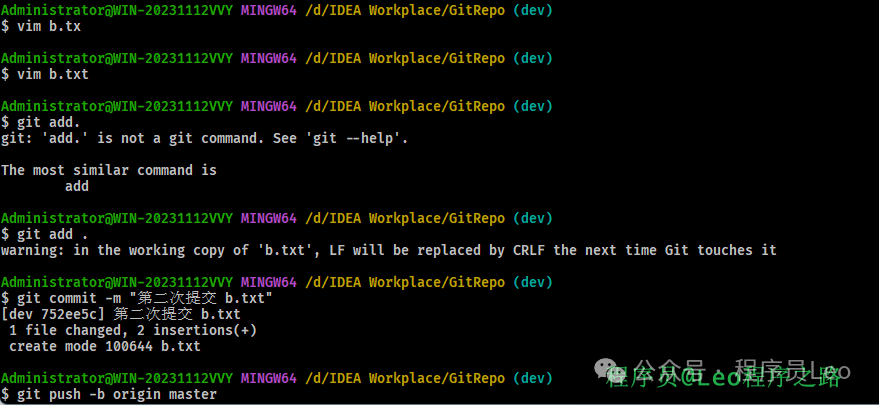 Administrator@WIN-20231112VVY MINGW64 /d/IDEA Workplace/GitRepo (dev)
$ vim b.tx
Administrator@WIN-20231112VVY MINGW64 /d/IDEA Workplace/GitRepo (dev)
$ vim b.txt
Administrator@WIN-20231112VVY MINGW64 /d/IDEA Workplace/GitRepo (dev)
$ git add.
git: 'add.' is not a git command. See 'git --help'.
The most similar command is
add
Administrator@WIN-20231112VVY MINGW64 /d/IDEA Workplace/GitRepo (dev)
$ git add .
warning: in the working copy of 'b.txt', LF will be replaced by CRLF the next time Git touches it
Administrator@WIN-20231112VVY MINGW64 /d/IDEA Workplace/GitRepo (dev)
$ git commit -m "第二次提交 b.txt"
[dev 752ee5c] 第二次提交 b.txt
1 file changed, 2 insertions(+)
create mode 100644 b.txt
Administrator@WIN-20231112VVY MINGW64 /d/IDEA Workplace/GitRepo (dev)
$ git push -b origin master
公众号 · 程序员Leo
程序员@Leo程序之路